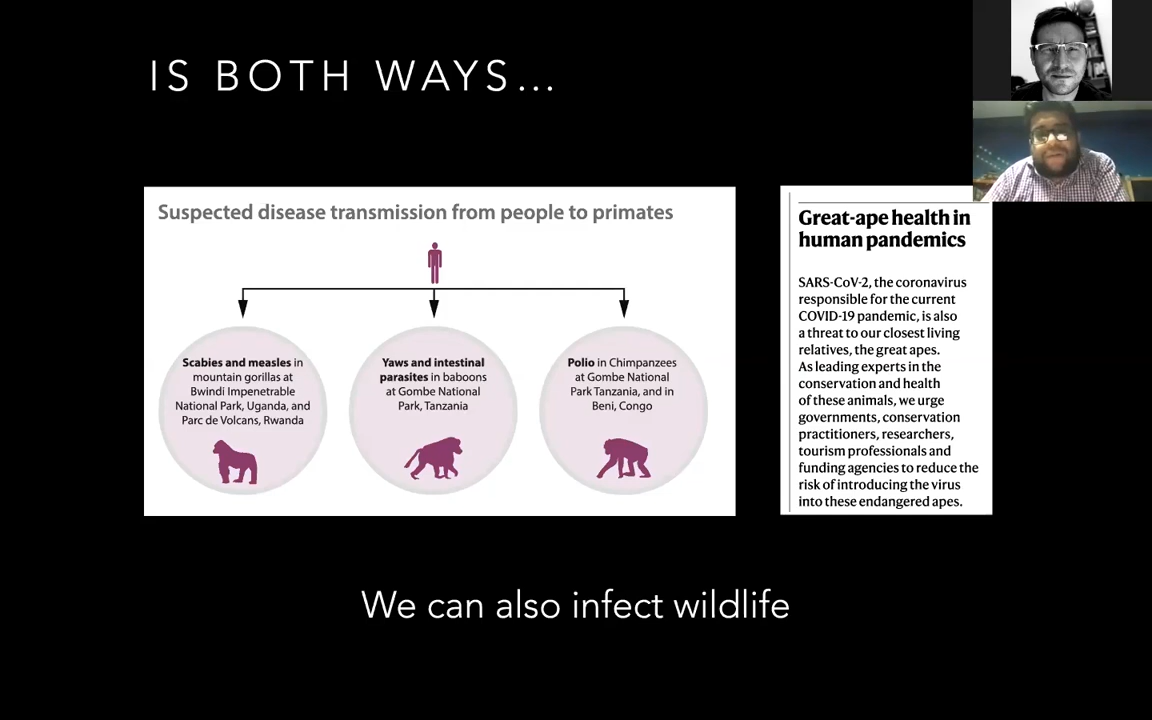 IS BOTH WAYS...
Suspected disease transmission from people to primates
Scabies and measles in
mountain gorillas at
Bwindi Impenetrable
National Park, Uganda, and
Parc de Volcans, Rwanda
Yaws and intestinal
parasites in baboons
at Gombe National
Park, Tanzania
Polio in Chimpanzees
at Gombe National
Park Tanzania, and in
Beni, Congo
Great-ape health in
human pandemics
SARS-CoV-2, the coronavirus
responsible for the current
COVID-19 pandemic, is also
a threat to our closest living
relatives, the great apes.
As leading experts in the
conservation and health
of these animals, we urge
governments, conservation
practitioners, researchers,
tourism professionals and
funding agencies to reduce the
risk of introducing the virus
into these endangered apes.
We can also infect wildlife